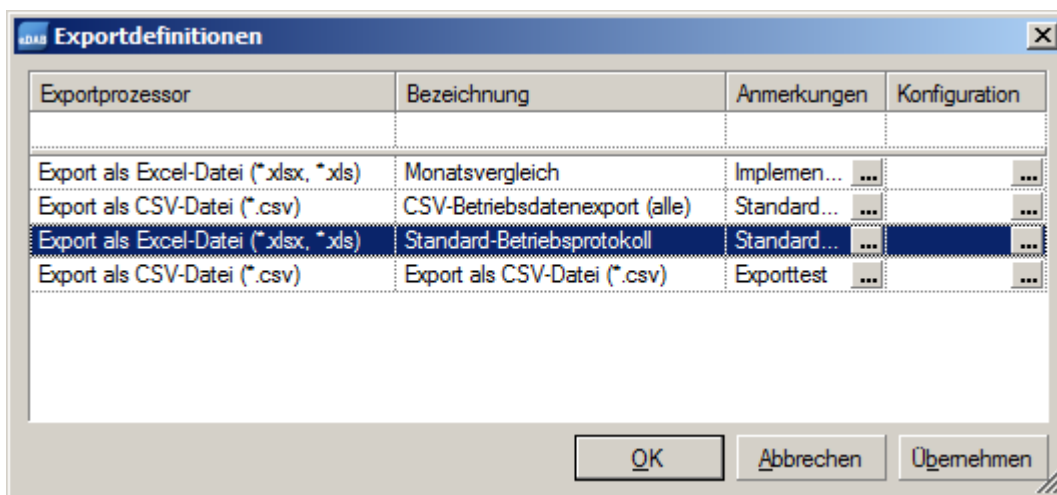 eDAB Exportdefinitionen
Exportprozessor Bezeichnung Anmerkungen Konfiguration
Export als Excel-Datei (*.xlsx, *.xls) Monatsvergleich Implemen... ... ...
Export als CSV-Datei (*.csv) CSV-Betriebsdatenexport (alle) Standard... ... ...
Export als Excel-Datei (*.xlsx, *.xls) Standard-Betriebsprotokoll Standard... ... ...
Export als CSV-Datei (*.csv) Export als CSV-Datei (*.csv) Exporttest ... ...
OK Abbrechen Übernehmen